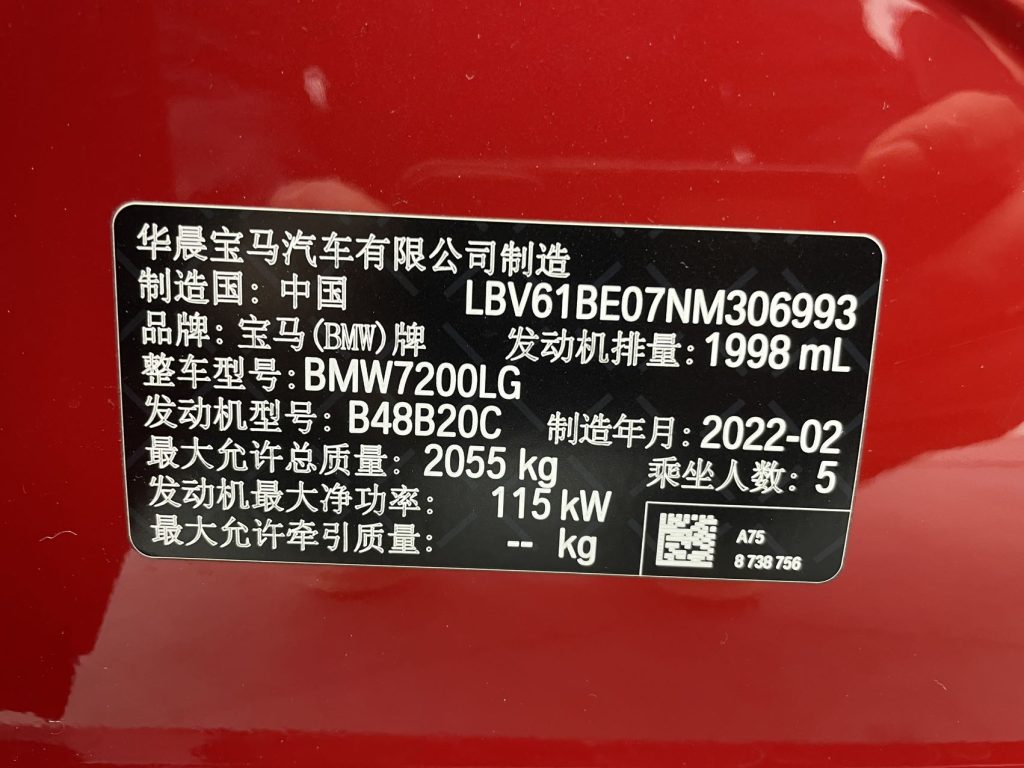 华晨宝马汽车有限公司制造
制造国：中国 LBV61BE07NM306993
品牌：宝马(BMW)牌 发动机排量：1998 mL
整车型号：BMW7200LG
发动机型号：B48B20C 制造年月：2022-02
最大允许总质量：2055 kg 乘坐人数：5
发动机最大净功率：115 kW
最大允许牵引质量：-- kg
A75
8 738 756